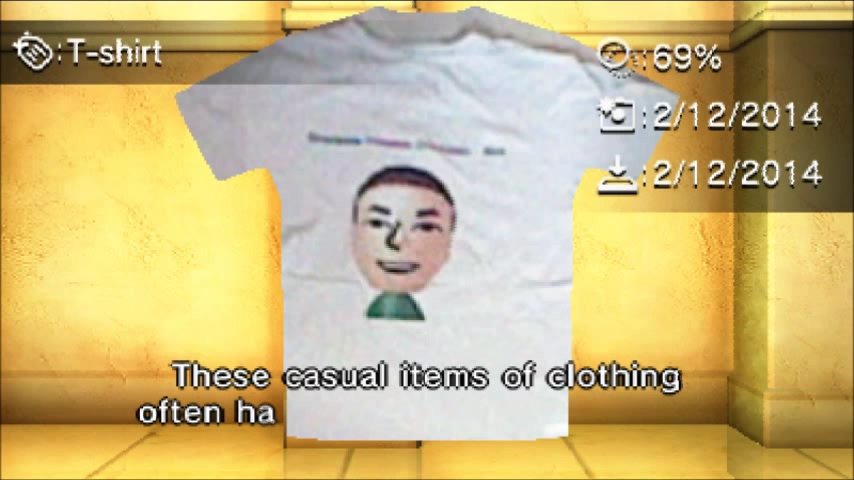 : T-shirt
: 69%
: 2/12/2014
: 2/12/2014
These casual items of clothing
often ha